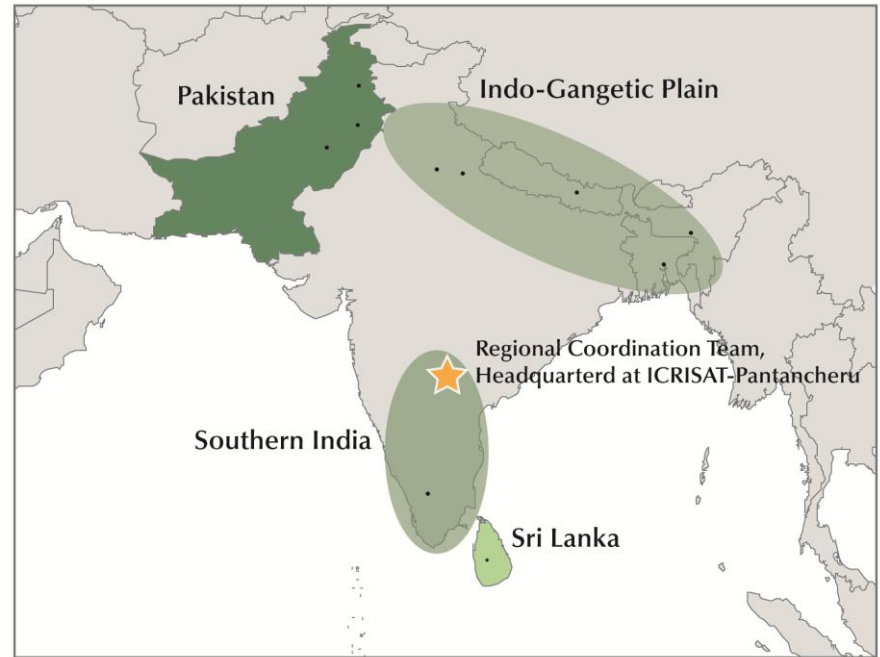 Pakistan
Indo-Gangetic Plain
Regional Coordination Team,
Headquarterd at ICRISAT-Pantancheru
Southern India
Sri Lanka